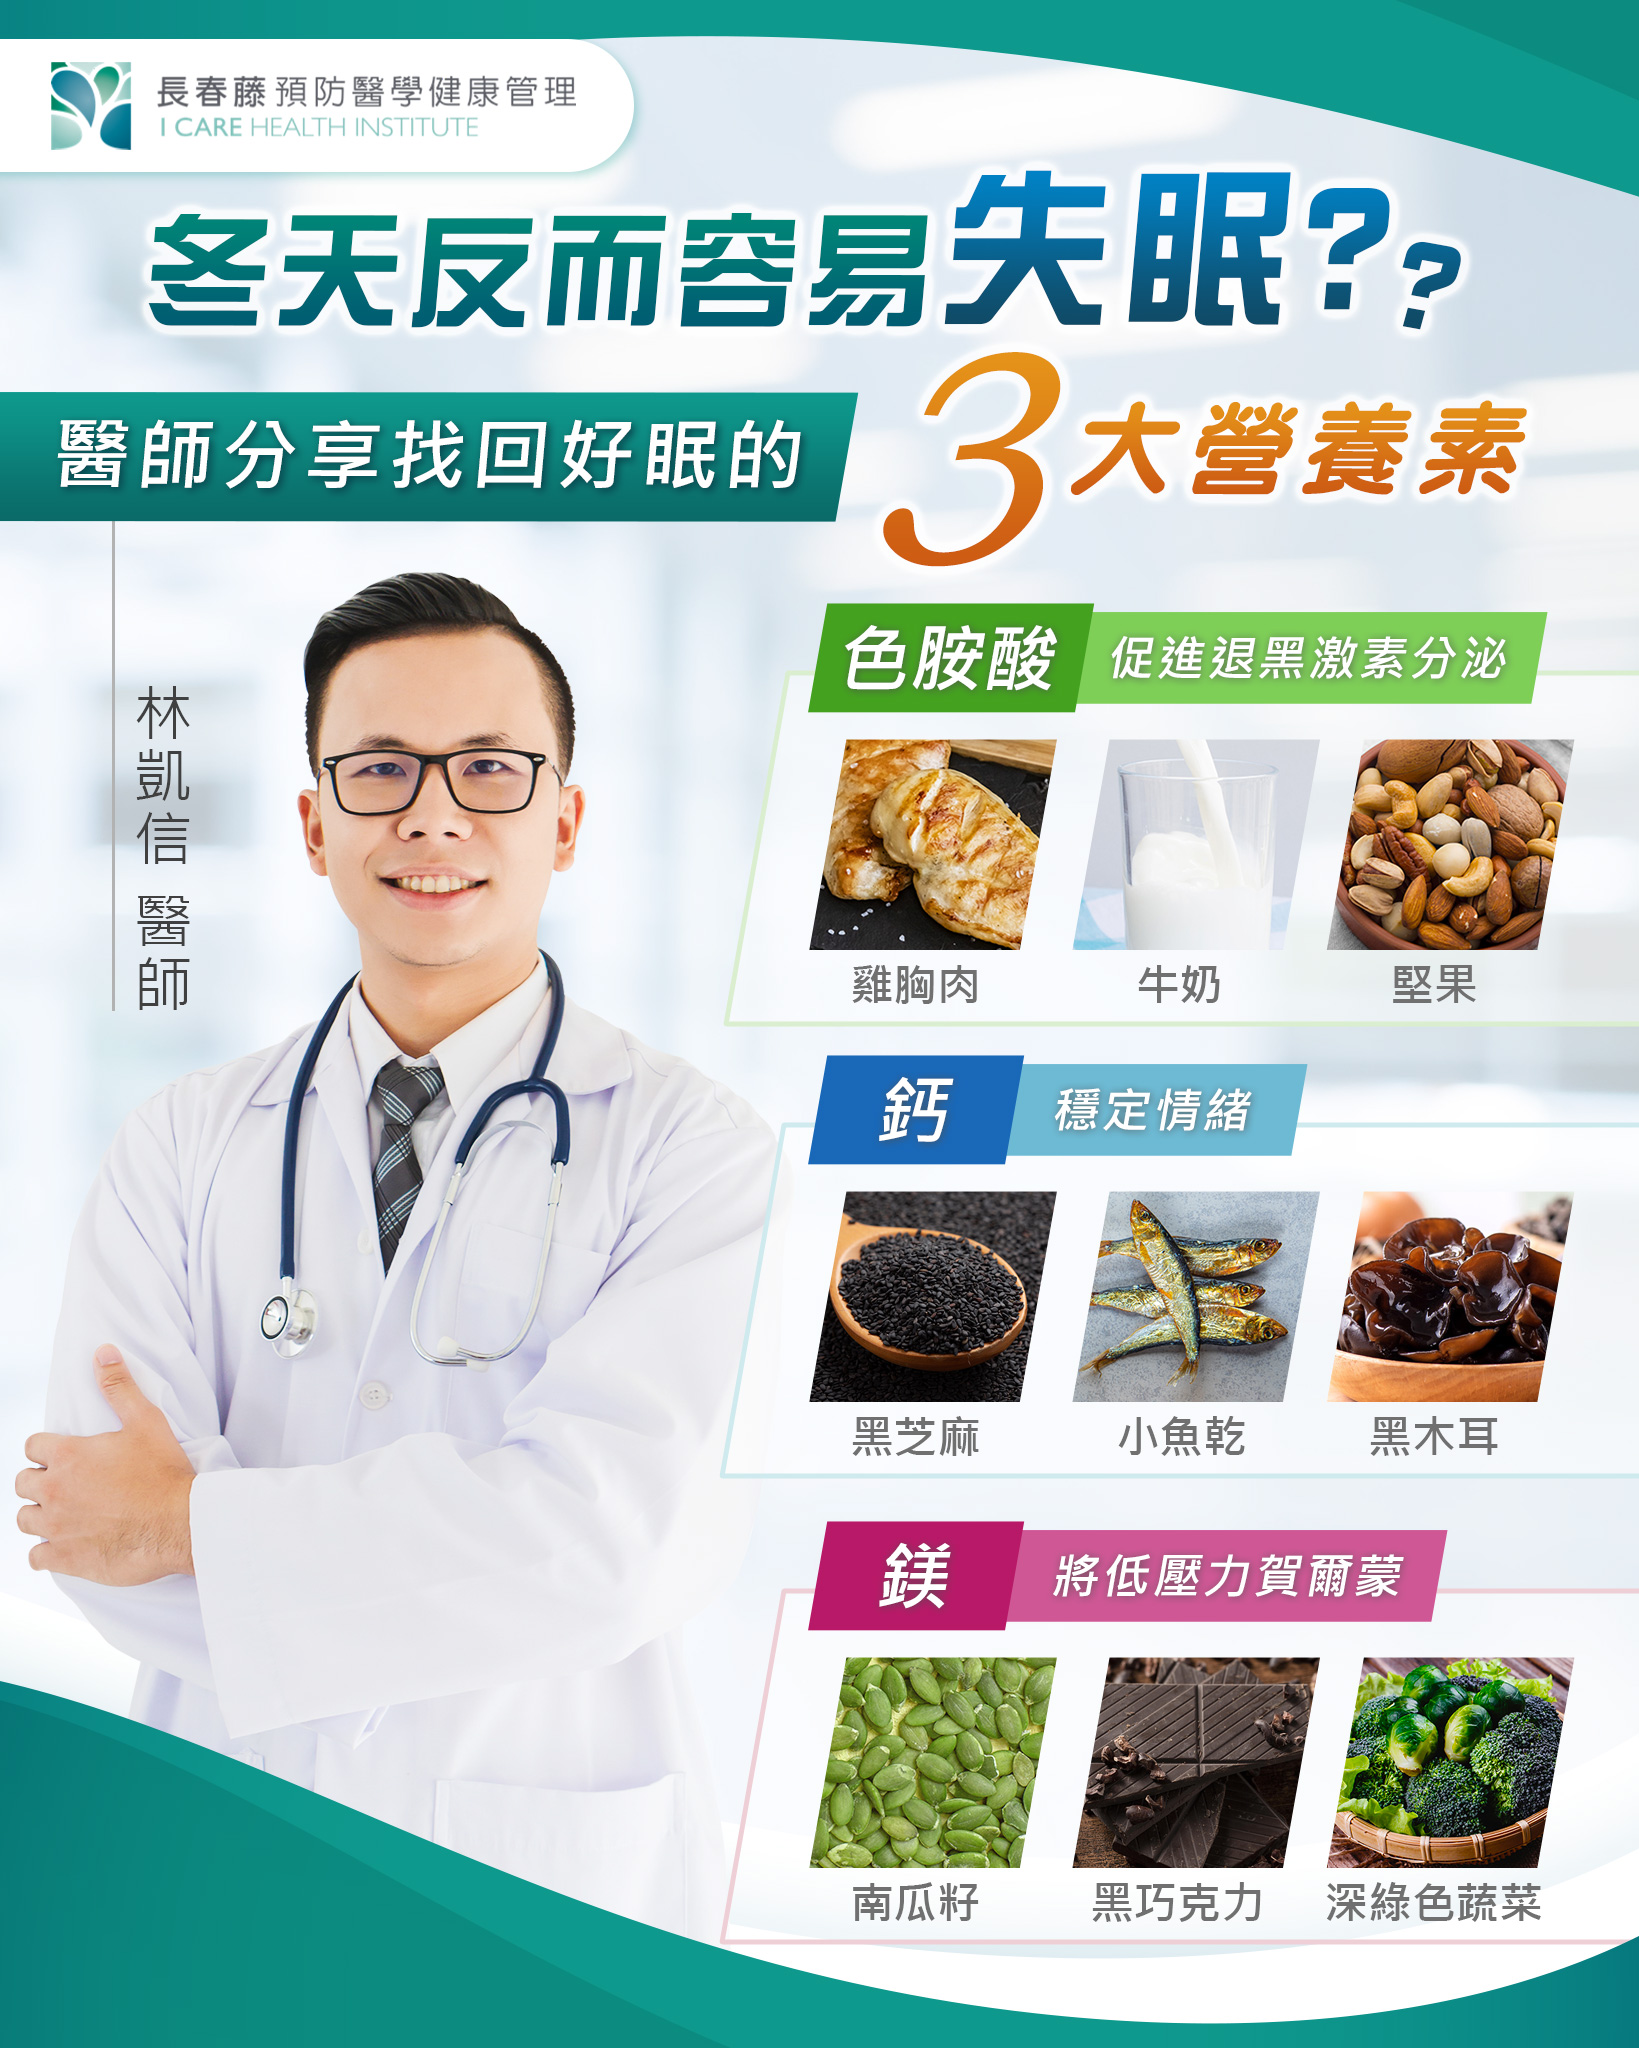 長春藤預防醫學健康管理
I CARE HEALTH INSTITUTE
冬天反而容易失眠??
醫師分享找回好眠的
3大營養素
林凱信 醫師
色胺酸 促進退黑激素分泌
雞胸肉 牛奶 堅果
鈣 穩定情緒
黑芝麻 小魚乾 黑木耳
鎂 將低壓力賀爾蒙
南瓜籽 黑巧克力 深綠色蔬菜